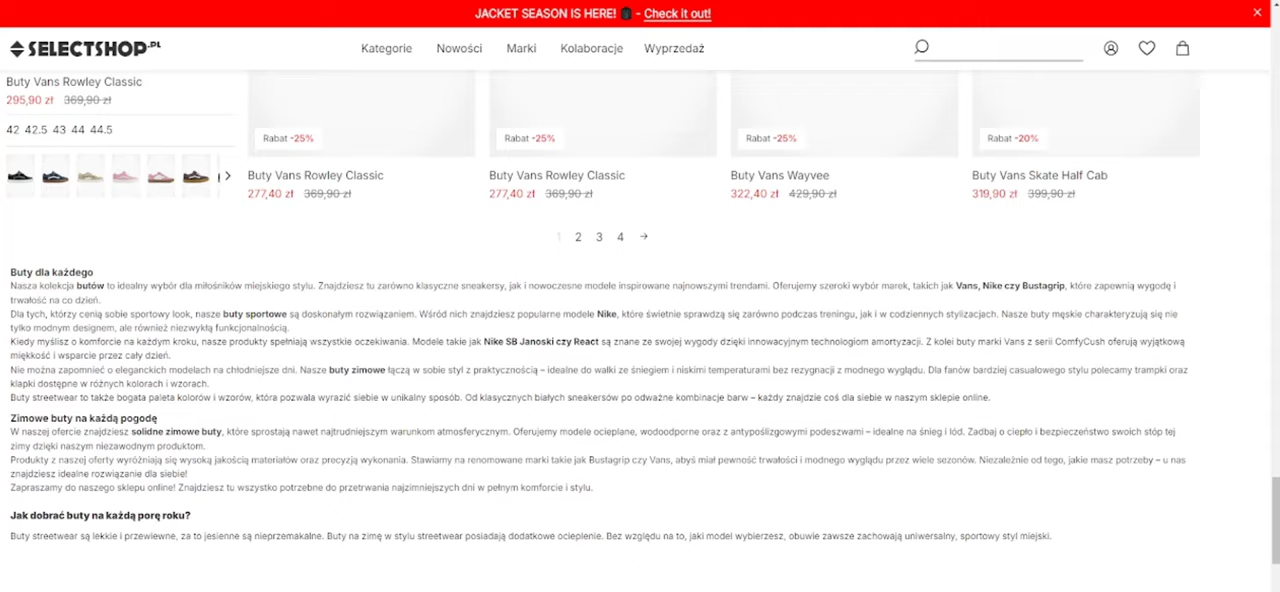 JACKET SEASON IS HERE! - Check it out!
SELECTSHOP.PL
Kategorie Nowości Marki Kolaboracje Wyprzedaż
Buty Vans Rowley Classic
295,90 zł 369,90 zł
42 42.5 43 44 44.5
Rabat -25%
Rabat -25%
Rabat -25%
Rabat -20%
Buty Vans Rowley Classic
277,40 zł 369,90 zł
Buty Vans Rowley Classic
277,40 zł 369,90 zł
Buty Vans Wayvee
322,40 zł 429,90 zł
Buty Vans Skate Half Cab
319,90 zł 399,90 zł
1 2 3 4 →
Buty dla każdego
Nasza kolekcja butów to idealny wybór dla miłośników miejskiego stylu. Znajdziesz tu zarówno klasyczne sneakersy, jak i nowoczesne modele inspirowane najnowszymi trendami. Oferujemy szeroki wybór marek, takich jak Vans, Nike czy Bustagrip, które zapewnią wygodę i
trwałość na co dzień.
Dla tych, którzy cenią sobie sportowy look, nasze buty sportowe są doskonałym rozwiązaniem. Wśród nich znajdziesz popularne modele Nike, które świetnie sprawdzą się zarówno podczas treningu, jak i w codziennych stylizacjach. Nasze buty męskie charakteryzują się nie
tylko modnym designem, ale również niezwykłą funkcjonalnością.
Kiedy myślisz o komforcie na każdym kroku, nasze produkty spełniają wszystkie oczekiwania. Modele takie jak Nike SB Janoski czy React są znane ze swojej wygody dzięki innowacyjnym technologiom amortyzacji. Z kolei buty marki Vans z serii ComfyCush oferują wyjątkową
miękkość i wsparcie przez cały dzień.
Nie można zapomnieć o eleganckich modelach na chłodniejsze dni. Nasze buty zimowe łączą w sobie styl z praktycznością – idealne do walki ze śniegiem i niskimi temperaturami bez rezygnacji z modnego wyglądu. Dla fanów bardziej casualowego stylu polecamy trampki oraz
klapki dostępne w różnych kolorach i wzorach.
Buty streetwear to także bogata paleta kolorów i wzorów, która pozwala wyrazić siebie w unikalny sposób. Od klasycznych białych sneakersów po odważne kombinacje barw – każdy znajdzie coś dla siebie w naszym sklepie online.
Zimowe buty na każdą pogodę
W naszej ofercie znajdziesz solidne zimowe buty, które sprostają nawet najtrudniejszym warunkom atmosferycznym. Oferujemy modele ocieplane, wodoodporne oraz z antypoślizgowymi podeszwami – idealne na śnieg i lód. Zadbaj o ciepło i bezpieczeństwo swoich stóp tej
zimy dzięki naszym niezawodnym produktom.
Produkty z naszej oferty wyróżniają się wysoką jakością materiałów oraz precyzją wykonania. Stawiamy na renomowane marki takie jak Bustagrip czy Vans, abyś miał pewność trwałości i modnego wyglądu przez wiele sezonów. Niezależnie od tego, jakie masz potrzeby – u nas
znajdziesz idealne rozwiązanie dla siebie!
Zapraszamy do naszego sklepu online! Znajdziesz tu wszystko potrzebne do przetrwania najzimniejszych dni w pełnym komforcie i stylu.
Jak dobrać buty na każdą porę roku?
Buty streetwear są lekkie i przewiewne, za to jesienne są nieprzemakalne. Buty na zimę w stylu streetwear posiadają dodatkowe ocieplenie. Bez względu na to, jaki model wybierzesz, obuwie zawsze zachowają uniwersalny, sportowy styl miejski.